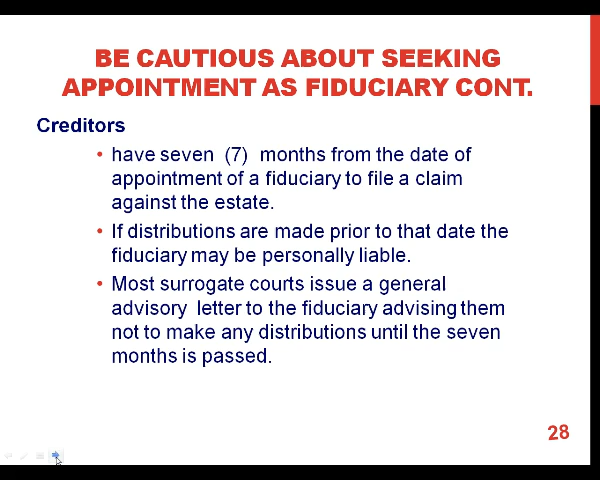 BE CAUTIOUS ABOUT SEEKING
APPOINTMENT AS FIDUCIARY CONT.
Creditors
• have seven (7) months from the date of
appointment of a fiduciary to file a claim
against the estate.
• If distributions are made prior to that date the
fiduciary may be personally liable.
• Most surrogate courts issue a general
advisory letter to the fiduciary advising them
not to make any distributions until the seven
months is passed.
28